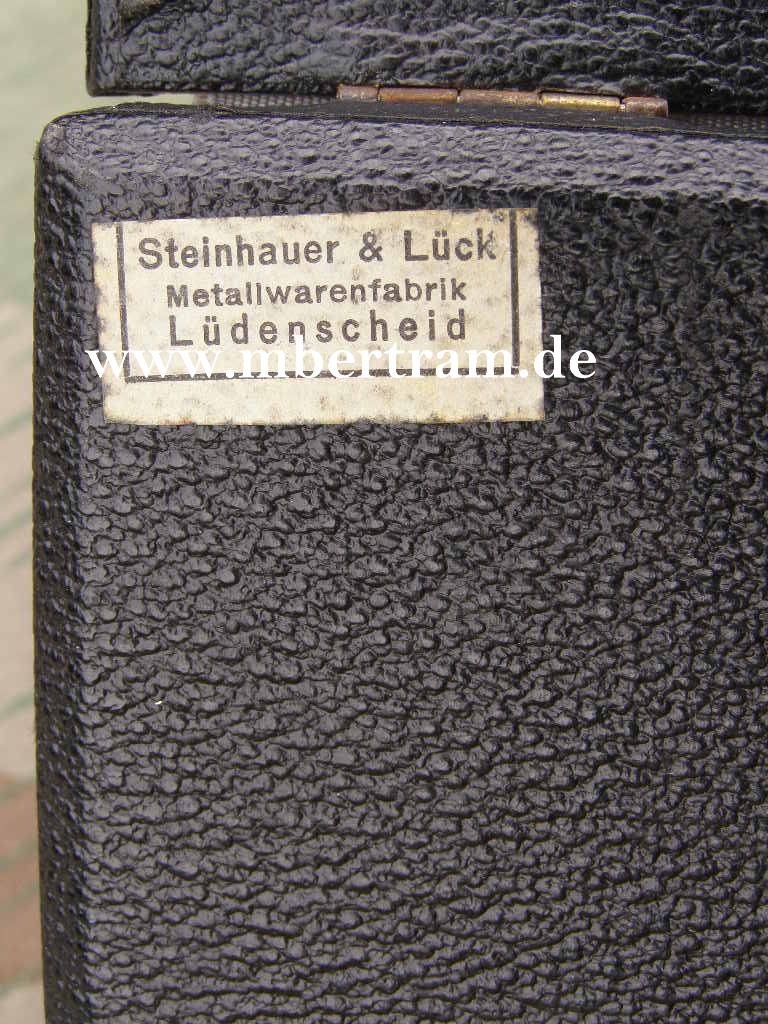 Steinhauer & Lück
Metallwarenfabrik
Lüdenscheid
www.mbertram.de